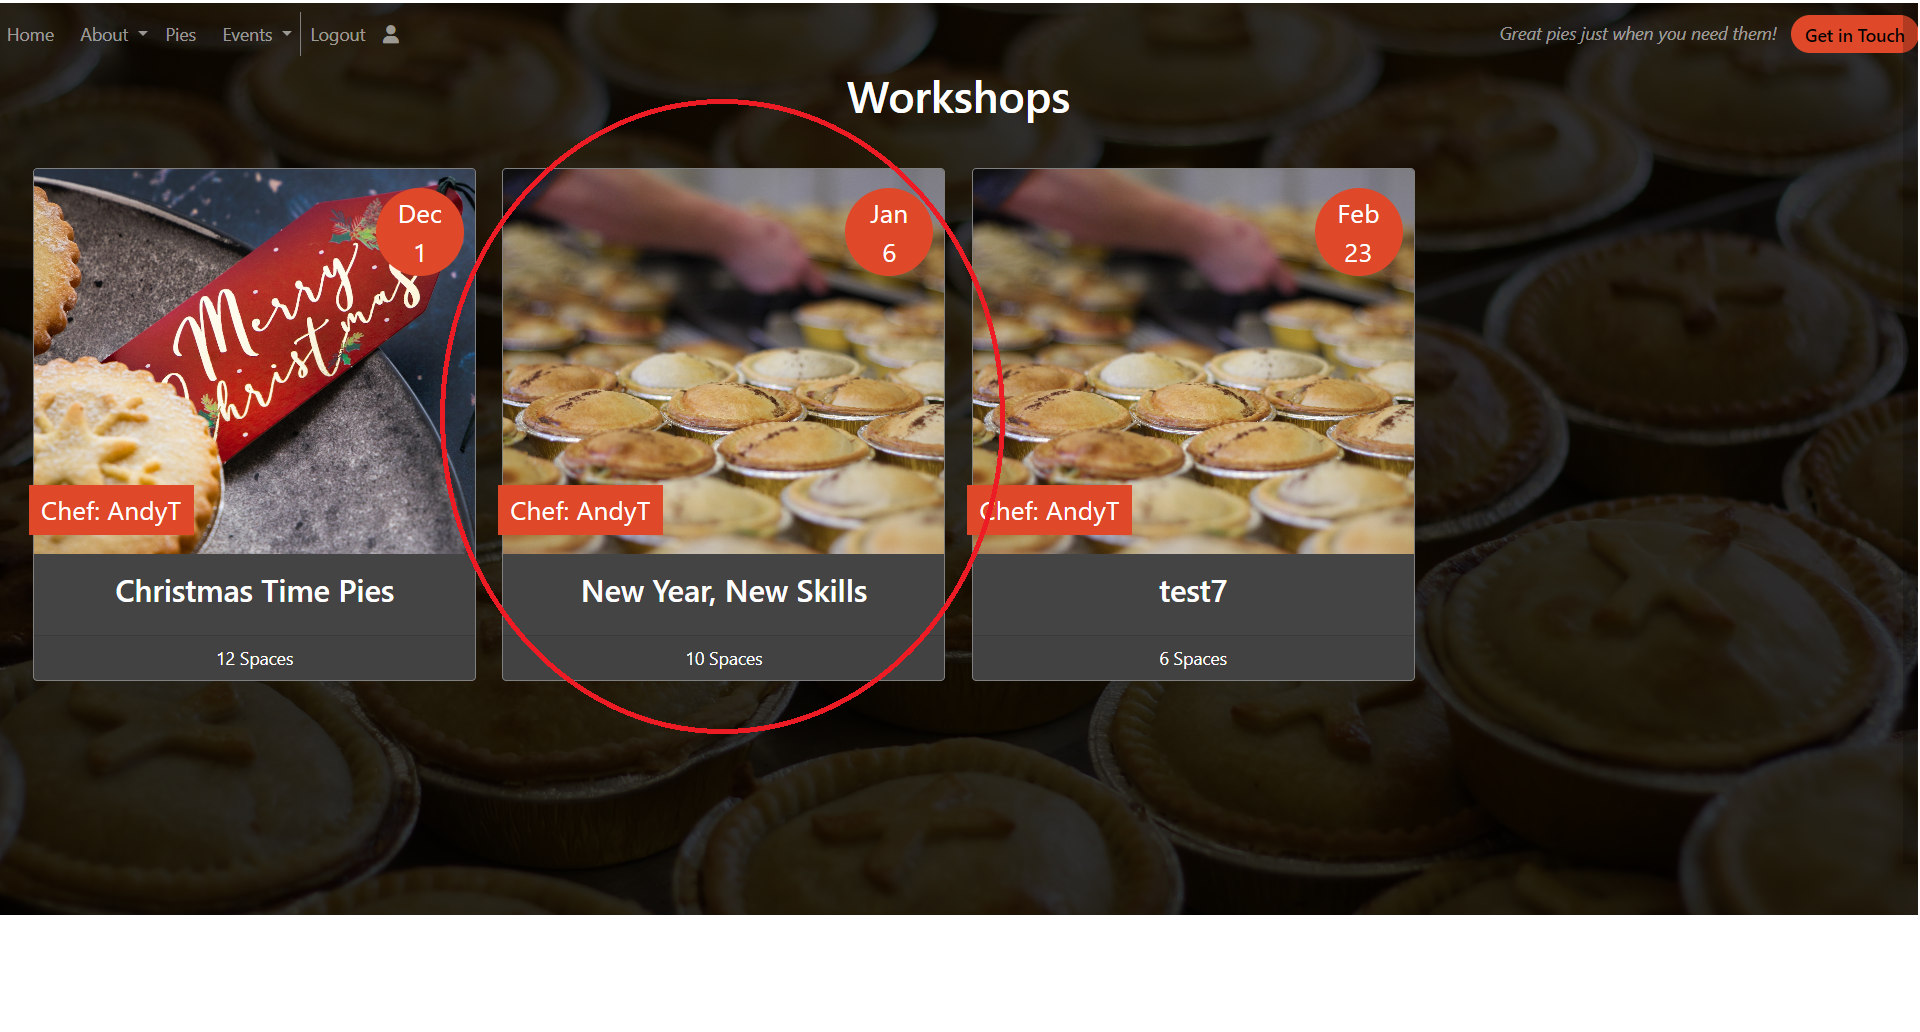 Home About Pies Events Logout Great pies just when you need them! Get in Touch
Workshops
Dec
1
Merry
Christmas
Chef: AndyT
Christmas Time Pies
12 Spaces
Jan
6
Chef: AndyT
New Year, New Skills
10 Spaces
Feb
23
Chef: AndyT
test7
6 Spaces